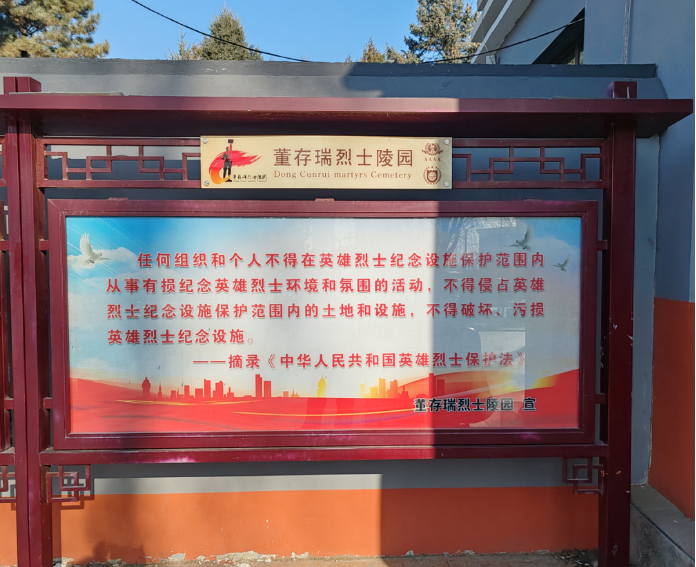 董存瑞烈士陵园
Dong Cunrui martyrs Cemetery
任何组织和个人不得在英雄烈士纪念设施保护范围内
从事有损纪念英雄烈士环境和氛围的活动，不得侵占英雄
烈士纪念设施保护范围内的土地和设施，不得破坏、污损
英雄烈士纪念设施。
——摘录《中华人民共和国英雄烈士保护法》
董存瑞烈士陵园 宣